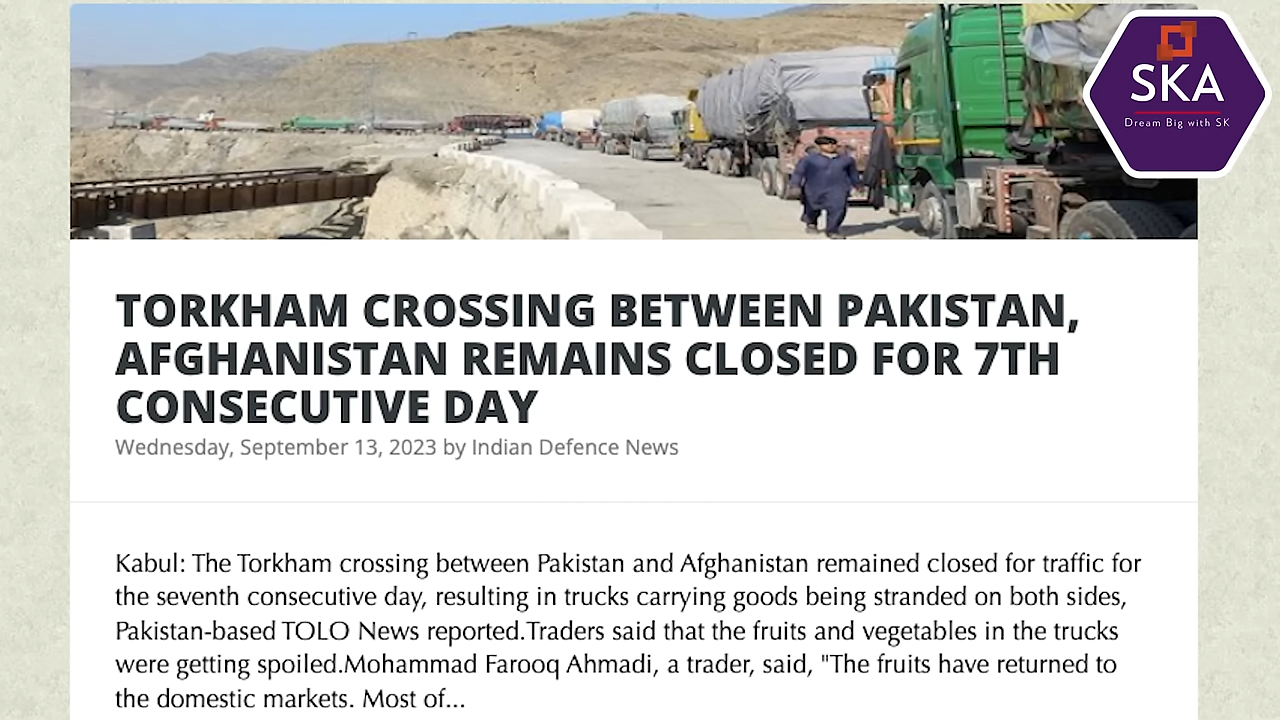 SKA
Dream Big with SK
TORKHAM CROSSING BETWEEN PAKISTAN,
AFGHANISTAN REMAINS CLOSED FOR 7TH
CONSECUTIVE DAY
Wednesday, September 13, 2023 by Indian Defence News
Kabul: The Torkham crossing between Pakistan and Afghanistan remained closed for traffic for
the seventh consecutive day, resulting in trucks carrying goods being stranded on both sides,
Pakistan-based TOLO News reported.Traders said that the fruits and vegetables in the trucks
were getting spoiled.Mohammad Farooq Ahmadi, a trader, said, "The fruits have returned to
the domestic markets. Most of...